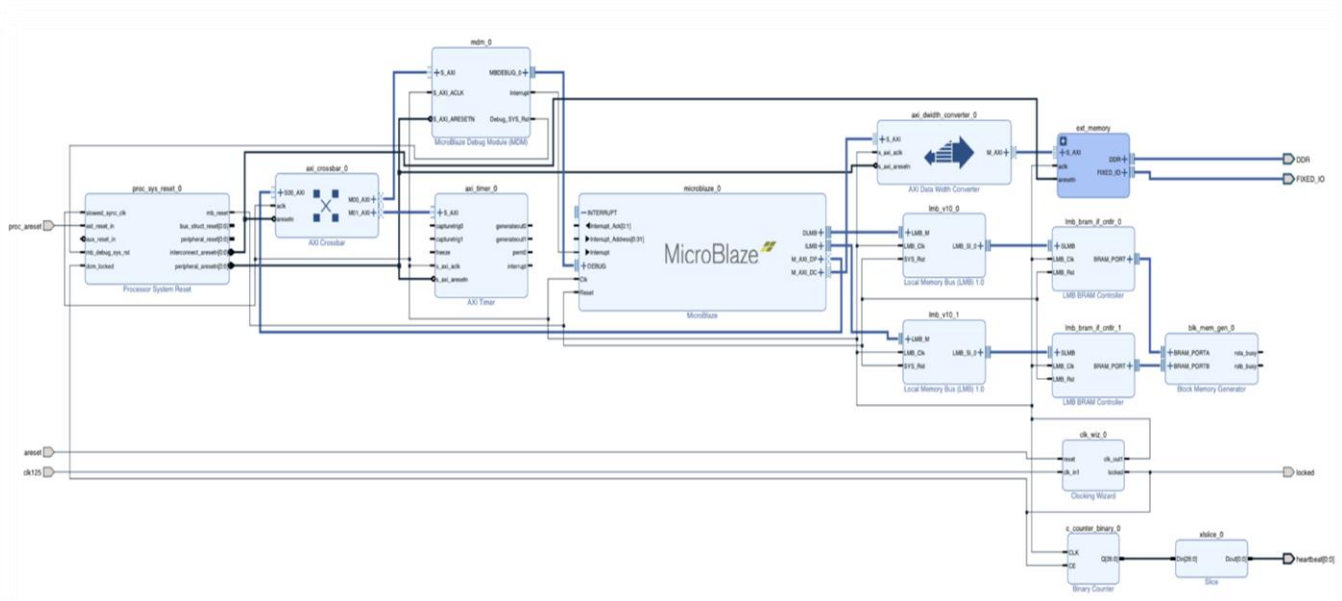 mdm_0
S_AXI
S_AXI_ACLK
S_AXI_ARESETN
MBDEBUG_0
Interrupt
Debug_SYS_Rst
MicroBlaze Debug Module (MDM)
axi_dwidth_converter_0
S_AXI
s_axi_aclk
s_axi_aresetn
M_AXI
AXI Data Width Converter
ext_memory
S_AXI
aclk
aresetn
DDR
FIXED_IO
DDR
FIXED_IO
proc_areset
proc_sys_reset_0
slowest_sync_clk
ext_reset_in
aux_reset_in
mb_debug_sys_rst
dcm_locked
mb_reset
bus_struct_reset[0:0]
peripheral_reset[0:0]
interconnect_aresetn[0:0]
peripheral_aresetn[0:0]
Processor System Reset
axi_crossbar_0
S00_AXI
aclk
aresetn
M00_AXI
M01_AXI
AXI Crossbar
axi_timer_0
S_AXI
capturetrig0
capturetrig1
freeze
s_axi_aclk
s_axi_aresetn
generateout0
generateout1
pwm0
interrupt
AXI Timer
microblaze_0
INTERRUPT
Interrupt_Ack[0:1]
Interrupt_Address[0:31]
Interrupt
DEBUG
Clk
Reset
MicroBlaze
DLMB
ILMB
M_AXI_DP
M_AXI_DC
MicroBlaze
lmb_v10_0
LMB_M
LMB_Clk
SYS_Rst
LMB_Sl_0
Local Memory Bus (LMB) 1.0
lmb_bram_if_cntlr_0
SLMB
LMB_Clk
LMB_Rst
BRAM_PORT
LMB BRAM Controller
lmb_v10_1
LMB_M
LMB_Clk
SYS_Rst
LMB_Sl_0
Local Memory Bus (LMB) 1.0
lmb_bram_if_cntlr_1
SLMB
LMB_Clk
LMB_Rst
BRAM_PORT
LMB BRAM Controller
blk_mem_gen_0
BRAM_PORTA
BRAM_PORTB
rsta_busy
rstb_busy
Block Memory Generator
areset
clk125
clk_wiz_0
reset
clk_in1
clk_out1
locked
Clocking Wizard
locked
c_counter_binary_0
CLK
CE
Q[26:0]
Binary Counter
xlslice_0
Din[26:0]
Dout[0:0]
Slice
heartbeat[0:0]